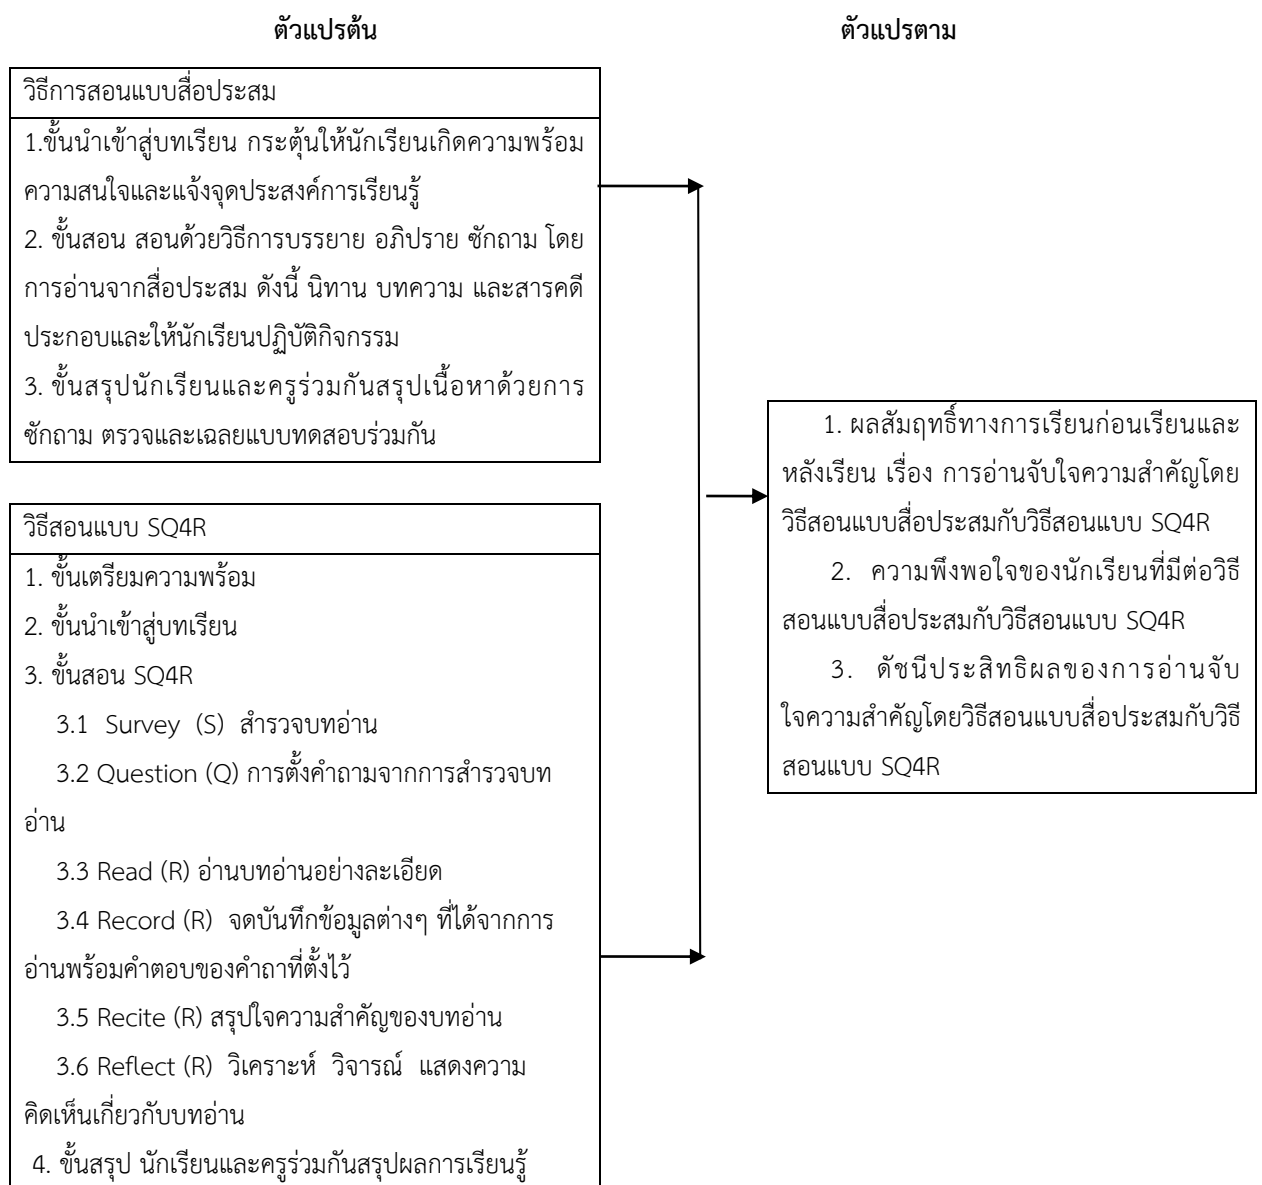 ตัวแปรต้น
ตัวแปรตาม
วิธีการสอนแบบสื่อประสม
1.ขั้นนำเข้าสู่บทเรียน กระตุ้นให้นักเรียนเกิดความพร้อม
ความสนใจและแจ้งจุดประสงค์การเรียนรู้
2. ขั้นสอน สอนด้วยวิธีการบรรยาย อภิปราย ซักถาม โดย
การอ่านจากสื่อประสม ดังนี้ นิทาน บทความ และสารคดี
ประกอบและให้นักเรียนปฏิบัติกิจกรรม
3. ขั้นสรุปนักเรียนและครูร่วมกันสรุปเนื้อหาด้วยการ
ซักถาม ตรวจและเฉลยแบบทดสอบร่วมกัน
วิธีสอนแบบ SQ4R
1. ขั้นเตรียมความพร้อม
2. ขั้นนำเข้าสู่บทเรียน
3. ขั้นสอน SQ4R
3.1 Survey (S) สำรวจบทอ่าน
3.2 Question (Q) การตั้งคำถามจากการสำรวจบท
อ่าน
3.3 Read (R) อ่านบทอ่านอย่างละเอียด
3.4 Record (R) จดบันทึกข้อมูลต่างๆ ที่ได้จากการ
อ่านพร้อมคำตอบของคำถาที่ตั้งไว้
3.5 Recite (R) สรุปใจความสำคัญของบทอ่าน
3.6 Reflect (R) วิเคราะห์ วิจารณ์ แสดงความ
คิดเห็นเกี่ยวกับบทอ่าน
4. ขั้นสรุป นักเรียนและครูร่วมกันสรุปผลการเรียนรู้
1. ผลสัมฤทธิ์ทางการเรียนก่อนเรียนและ
หลังเรียน เรื่อง การอ่านจับใจความสำคัญโดย
วิธีสอนแบบสื่อประสมกับวิธีสอนแบบ SQ4R
2. ความพึงพอใจของนักเรียนที่มีต่อวิธี
สอนแบบสื่อประสมกับวิธีสอนแบบ SQ4R
3. ดัชนีประสิทธิผลของการอ่านจับ
ใจความสำคัญโดยวิธีสอนแบบสื่อประสมกับวิธี
สอนแบบ SQ4R